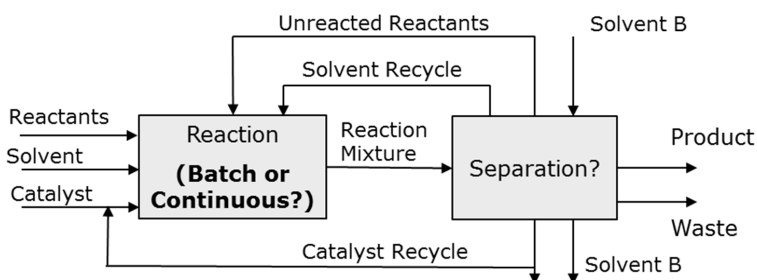 Unreacted Reactants
Solvent B
Solvent Recycle
Reactants
Solvent
Catalyst
Reaction
(Batch or
Continuous?)
Reaction
Mixture
Separation?
Product
Waste
Catalyst Recycle
Solvent B